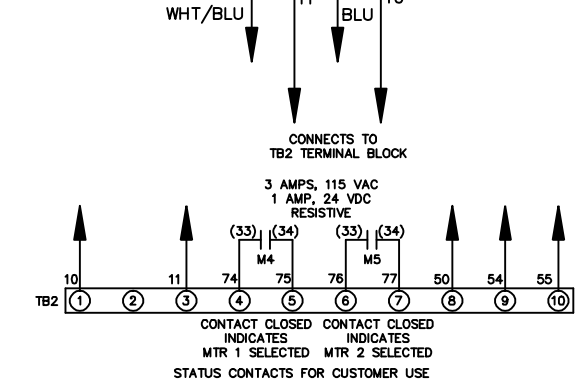 WHT/BLU
BLU
CONNECTS TO
TB2 TERMINAL BLOCK
3 AMPS, 115 VAC
1 AMP, 24 VDC
RESISTIVE
(33) (34) (33) (34)
M4 M5
10 11 74 75 76 77 50 54 55
TB2 1 2 3 4 5 6 7 8 9 10
CONTACT CLOSED CONTACT CLOSED
INDICATES INDICATES
MTR 1 SELECTED MTR 2 SELECTED
STATUS CONTACTS FOR CUSTOMER USE